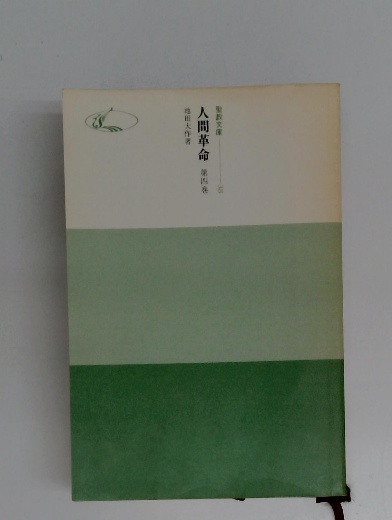 聖教文庫
人間革命 第四巻
池田大作著